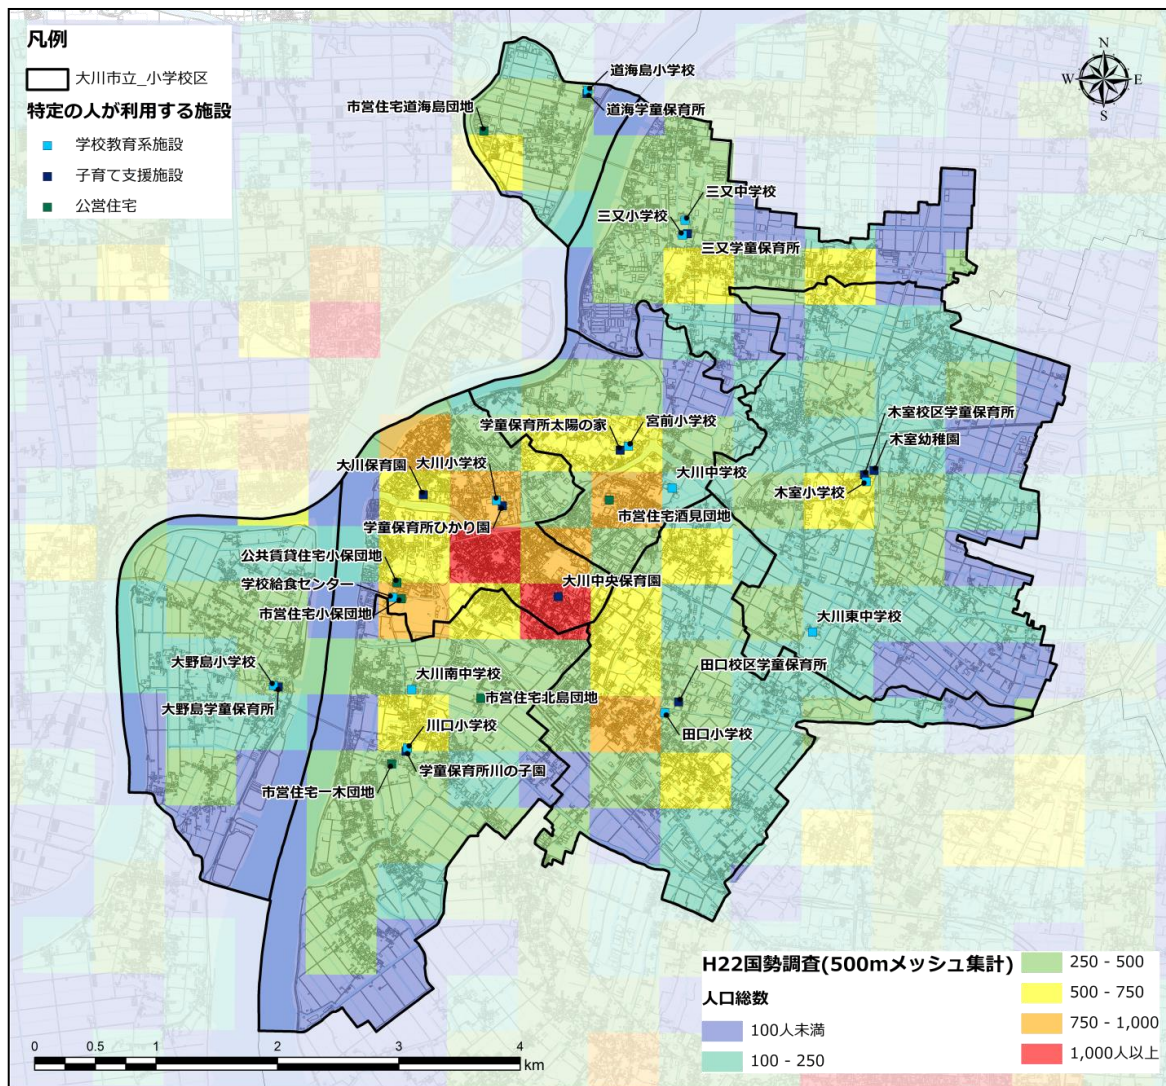 凡例
大川市立_小学校区
特定の人が利用する施設
学校教育系施設
子育て支援施設
公営住宅
N
W
E
S
道海島小学校
道海学童保育所
市営住宅道海島団地
三又中学校
三又小学校
三又学童保育所
木室校区学童保育所
木室幼稚園
木室小学校
学童保育所太陽の家
宮前小学校
大川保育園
大川小学校
大川中学校
学童保育所ひかり園
市営住宅酒見団地
公共賃貸住宅小保団地
学校給食センター
市営住宅小保団地
大川中央保育園
大川東中学校
大野島小学校
大野島学童保育所
大川南中学校
市営住宅北島団地
田口校区学童保育所
田口小学校
川口小学校
学童保育所川の子園
市営住宅一木団地
H22国勢調査(500mメッシュ集計)
人口総数
100人未満
100 - 250
250 - 500
500 - 750
750 - 1,000
1,000人以上
0 0.5 1 2 3 4
km